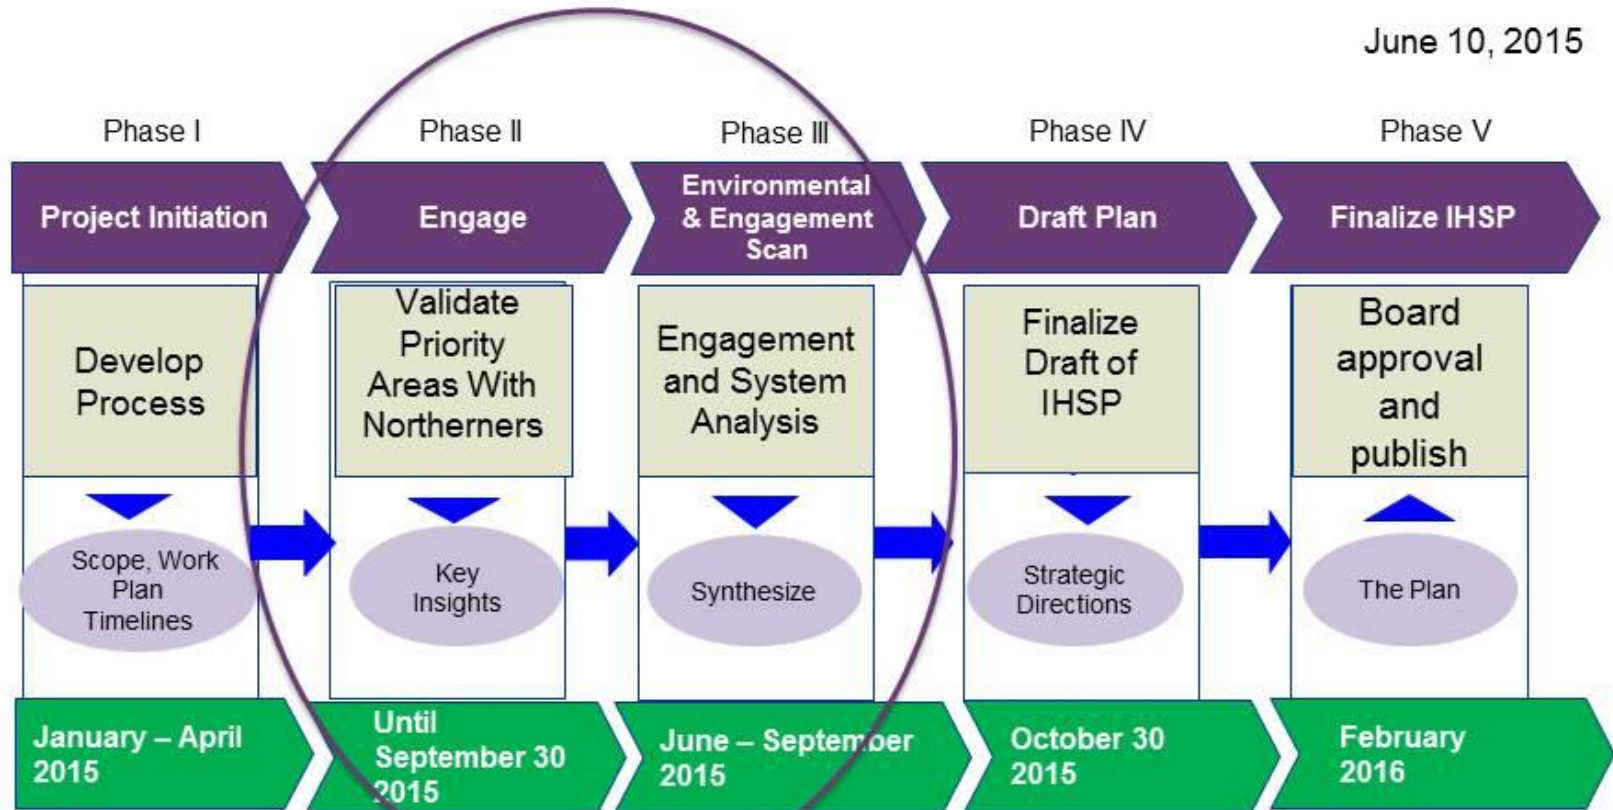 June 10, 2015
Phase I
Phase II
Phase III
Phase IV
Phase V
Project Initiation
Engage
Environmental
& Engagement
Scan
Draft Plan
Finalize IHSP
Develop
Process
Validate
Priority
Areas With
Northerners
Engagement
and System
Analysis
Finalize
Draft of
IHSP
Board
approval
and
publish
Scope, Work
Plan
Timelines
Key
Insights
Synthesize
Strategic
Directions
The Plan
January – April
2015
Until
September 30
2015
June – September
2015
October 30
2015
February
2016